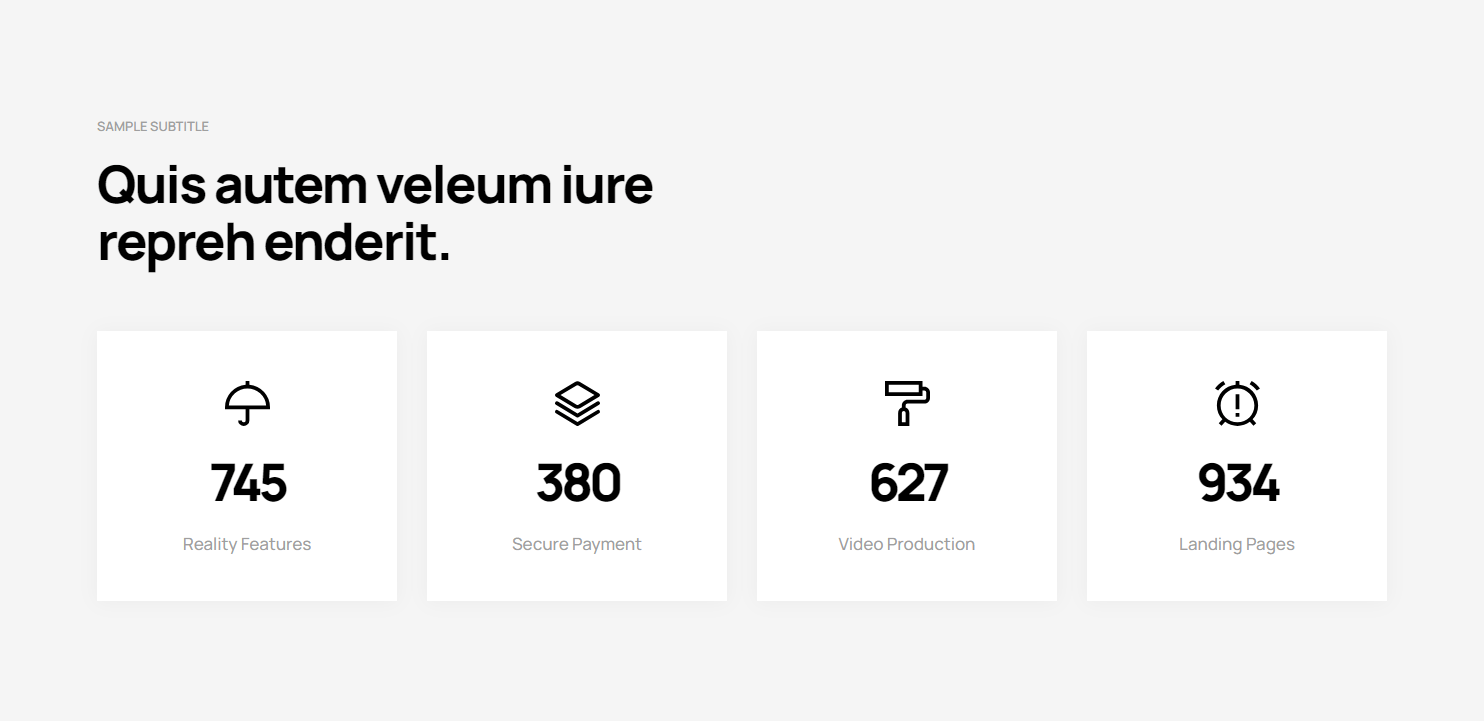 SAMPLE SUBTITLE
Quis autem veleum iure
repreh enderit.
745
Reality Features
380
Secure Payment
627
Video Production
934
Landing Pages